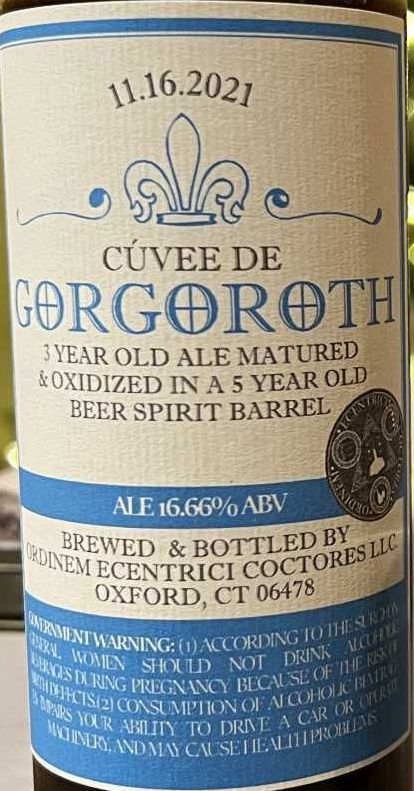 11.16.2021
CÚVEE DE
GORGOROTH
3 YEAR OLD ALE MATURED
& OXIDIZED IN A 5 YEAR OLD
BEER SPIRIT BARREL
ECENTRICI
ORDINEM
ALE 16.66% ABV
BREWED & BOTTLED BY
ORDINEM ECENTRICI COCTORES LLC.
OXFORD, CT 06478
GOVERNMENT WARNING: (1) ACCORDING TO THE SURGEON
GENERAL WOMEN SHOULD NOT DRINK ALCOHOLIC
BEVERAGES DURING PREGNANCY BECAUSE OF THE RISK OF
BIRTH DEFECTS.(2) CONSUMPTION OF ALCOHOLIC BEVERAGES
IMPAIRS YOUR ABILITY TO DRIVE A CAR OR OPERATE
MACHINERY, AND MAY CAUSE HEALTH PROBLEMS